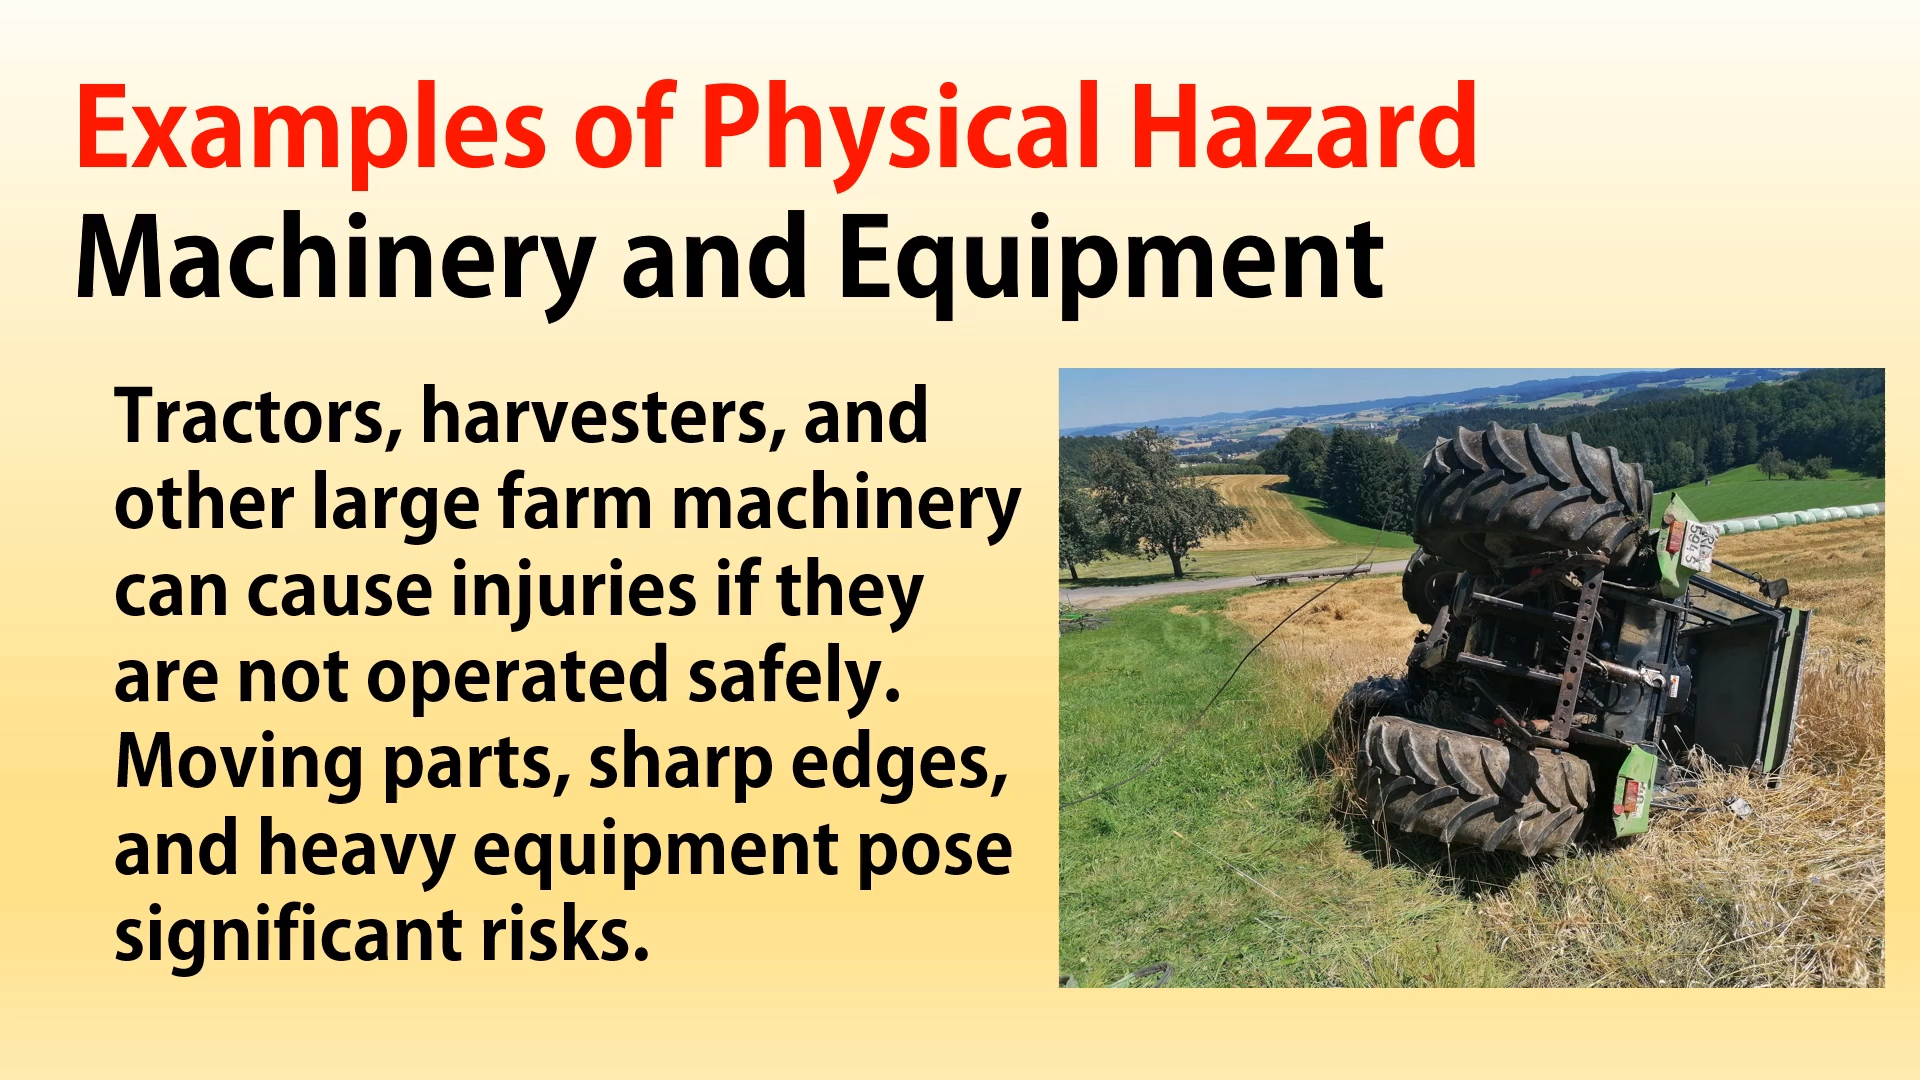 Examples of Physical Hazard
Machinery and Equipment
Tractors, harvesters, and
other large farm machinery
can cause injuries if they
are not operated safely.
Moving parts, sharp edges,
and heavy equipment pose
significant risks.